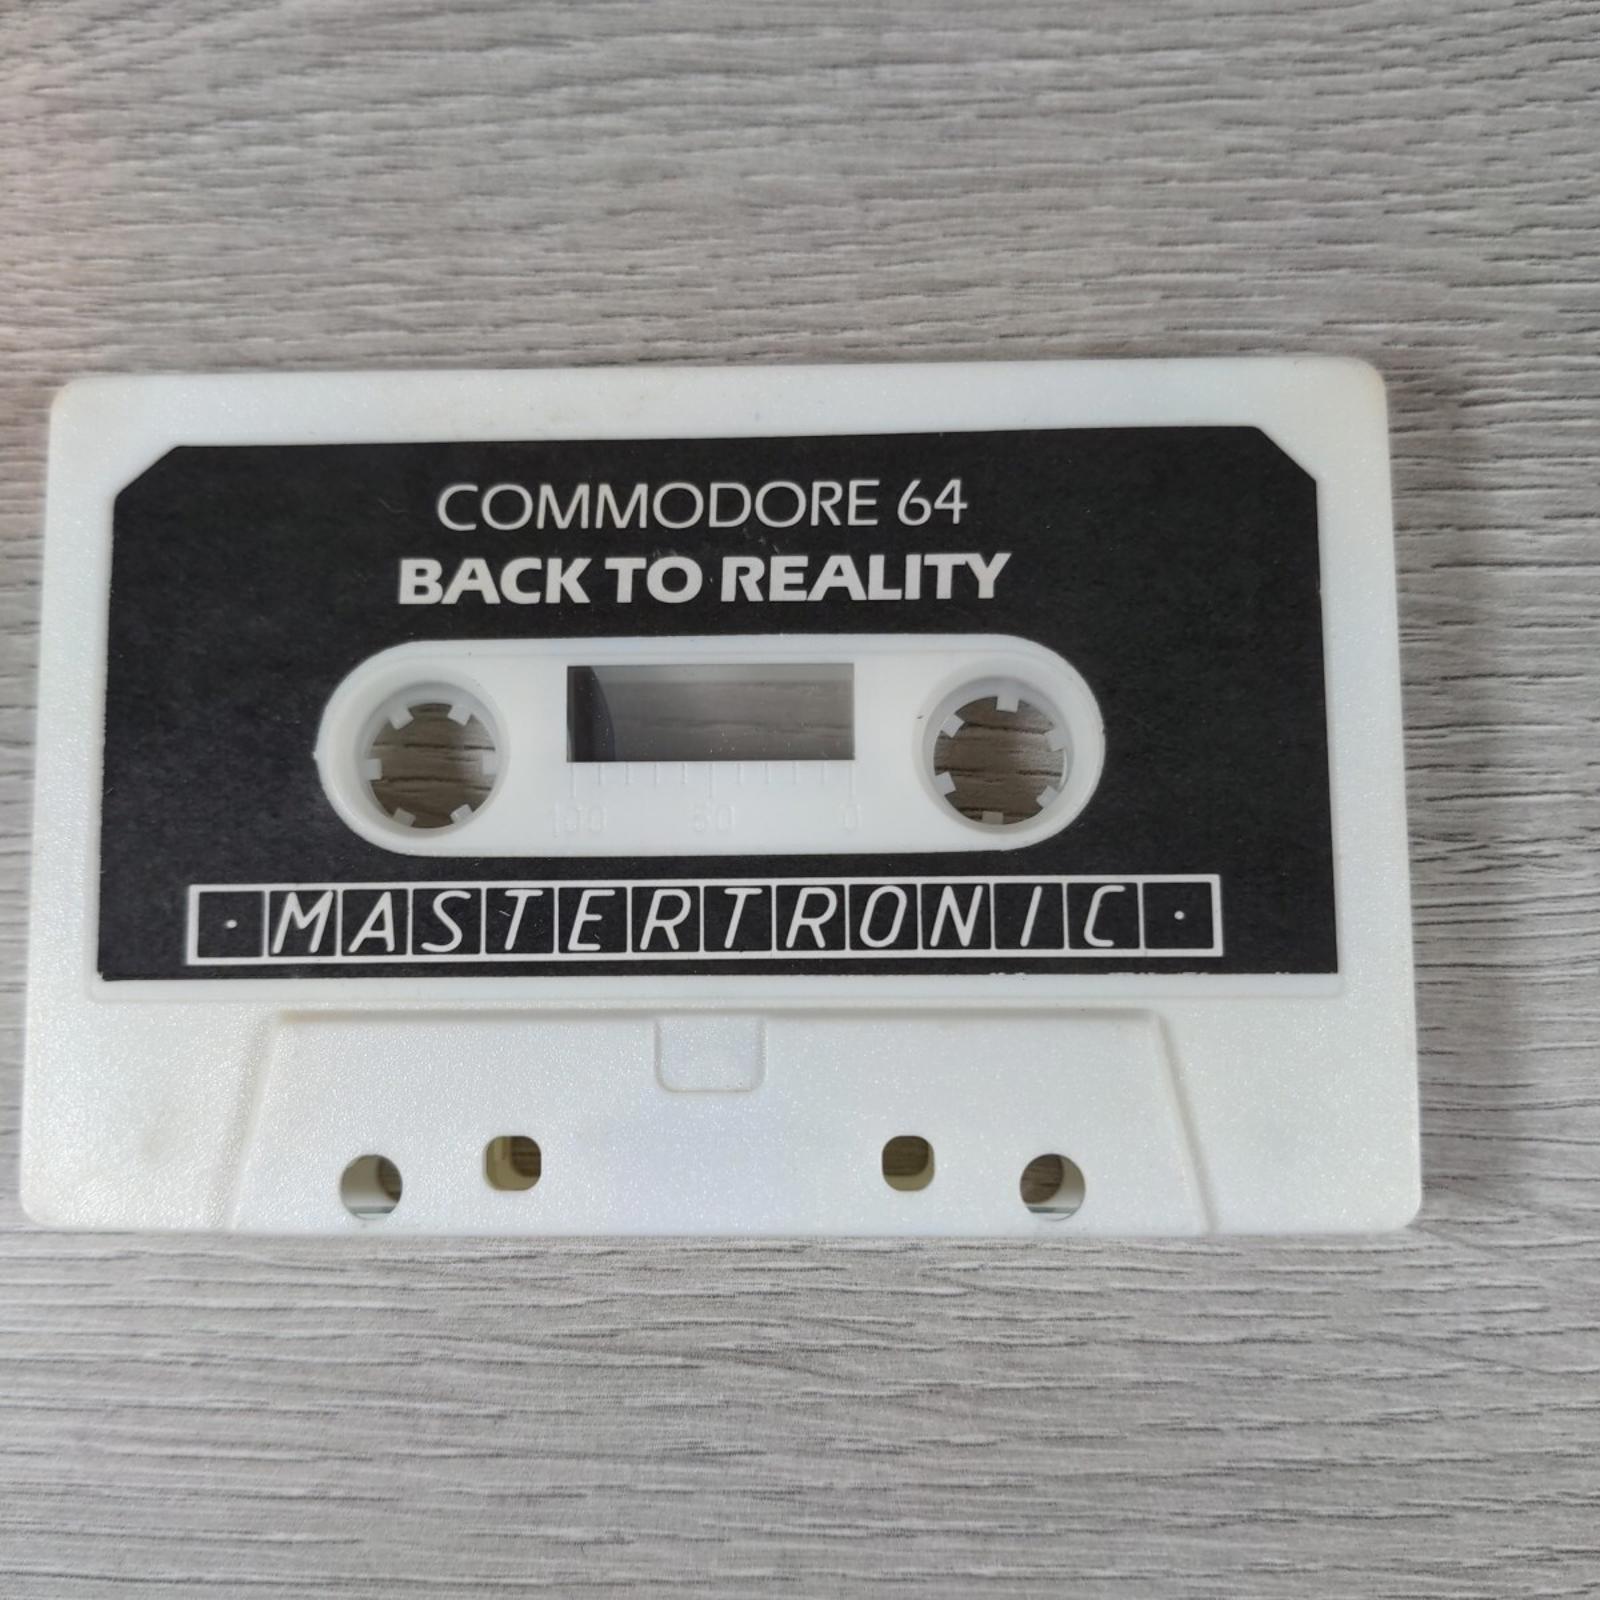 COMMODORE 64
BACK TO REALITY
100 50 0
· MASTERTRONIC ·